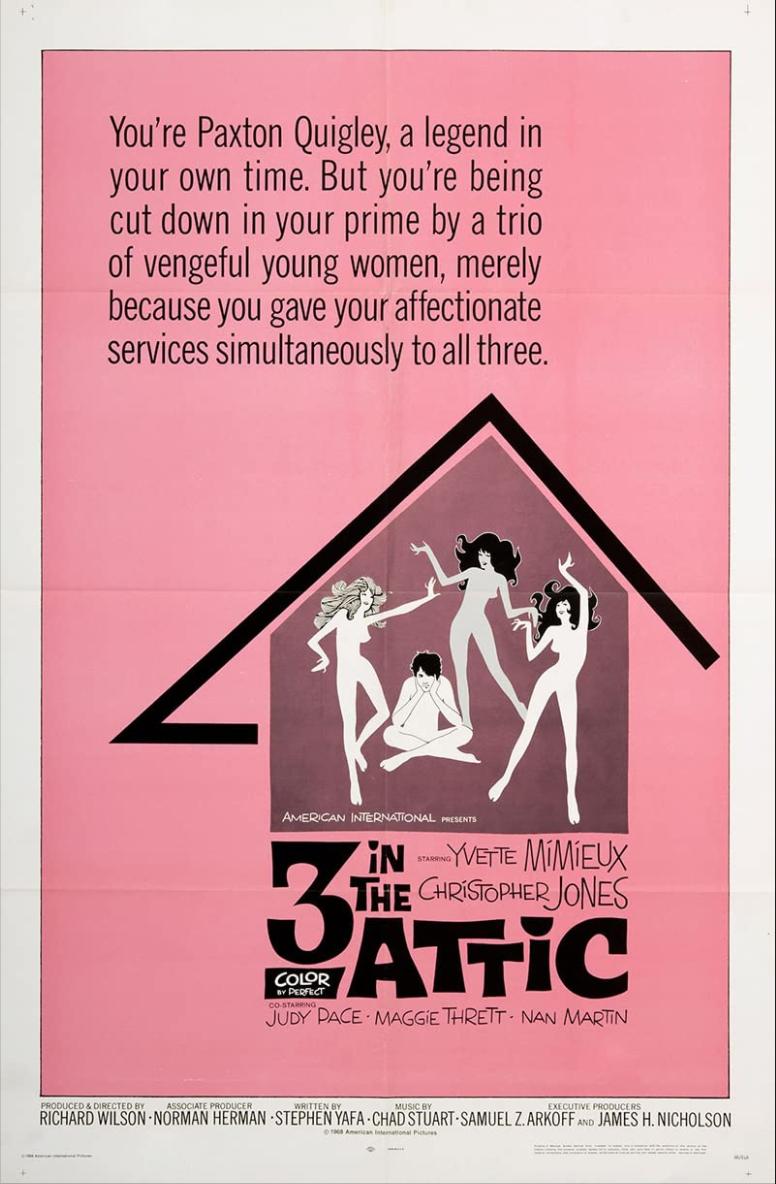 You're Paxton Quigley, a legend in
your own time. But you're being
cut down in your prime by a trio
of vengeful young women, merely
because you gave your affectionate
services simultaneously to all three.
AMERICAN INTERNATIONAL PRESENTS
3 IN THE ATTIC
STARRING YVETTE MIMIEUX
CHRISTOPHER JONES
COLOR
BY PERFECT
CO-STARRING
JUDY PACE · MAGGIE THRETT · NAN MARTIN
PRODUCED & DIRECTED BY ASSOCIATE PRODUCER WRITTEN BY MUSIC BY EXECUTIVE PRODUCERS
RICHARD WILSON · NORMAN HERMAN · STEPHEN YAFA · CHAD STUART · SAMUEL Z. ARKOFF AND JAMES H. NICHOLSON
© 1968 American International Pictures
© 1968 American International Pictures